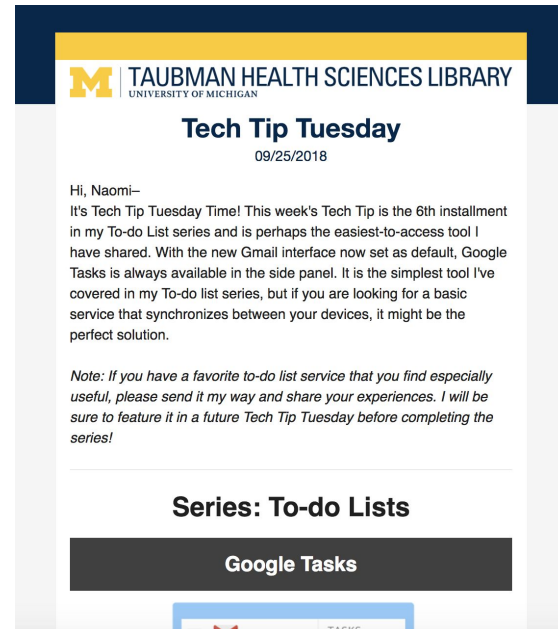 M
TAUBMAN HEALTH SCIENCES LIBRARY
UNIVERSITY OF MICHIGAN
Tech Tip Tuesday
09/25/2018
Hi, Naomi–
It's Tech Tip Tuesday Time! This week's Tech Tip is the 6th installment
in my To-do List series and is perhaps the easiest-to-access tool I
have shared. With the new Gmail interface now set as default, Google
Tasks is always available in the side panel. It is the simplest tool I've
covered in my To-do list series, but if you are looking for a basic
service that synchronizes between your devices, it might be the
perfect solution.
Note: If you have a favorite to-do list service that you find especially
useful, please send it my way and share your experiences. I will be
sure to feature it in a future Tech Tip Tuesday before completing the
series!
Series: To-do Lists
Google Tasks